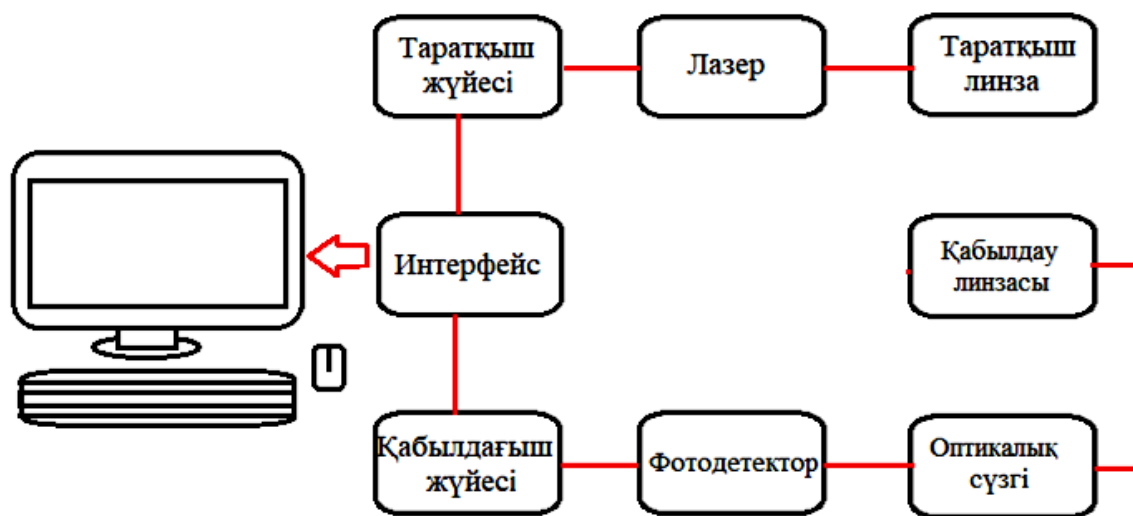 Таратқыш
жүйесі
Лазер
Таратқыш
линза
Интерфейс
Қабылдау
линзасы
Қабылдағыш
жүйесі
Фотодетектор
Оптикалық
сүзгі